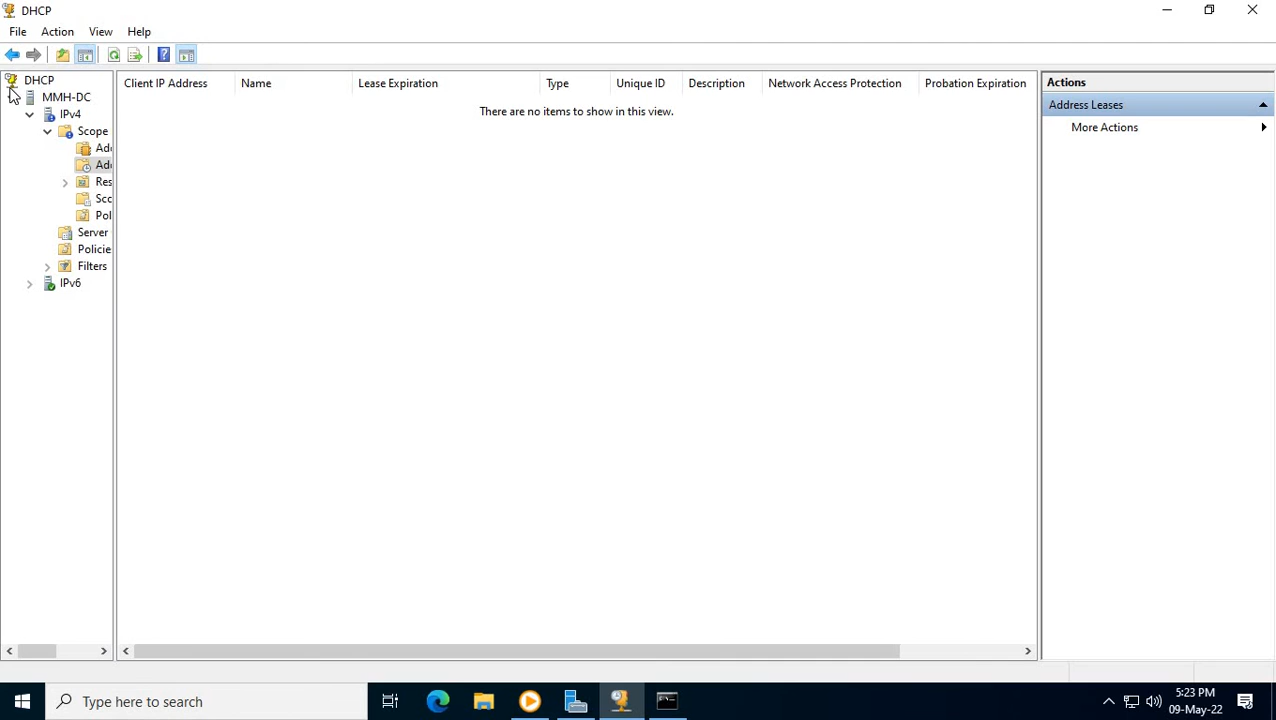 DHCP
File Action View Help
DHCP
MMH-DC
IPv4
Scope
Add
Add
Res
Sco
Pol
Server
Policie
Filters
IPv6
Client IP Address Name Lease Expiration Type Unique ID Description Network Access Protection Probation Expiration
There are no items to show in this view.
Actions
Address Leases
More Actions
Type here to search
5:23 PM
09-May-22